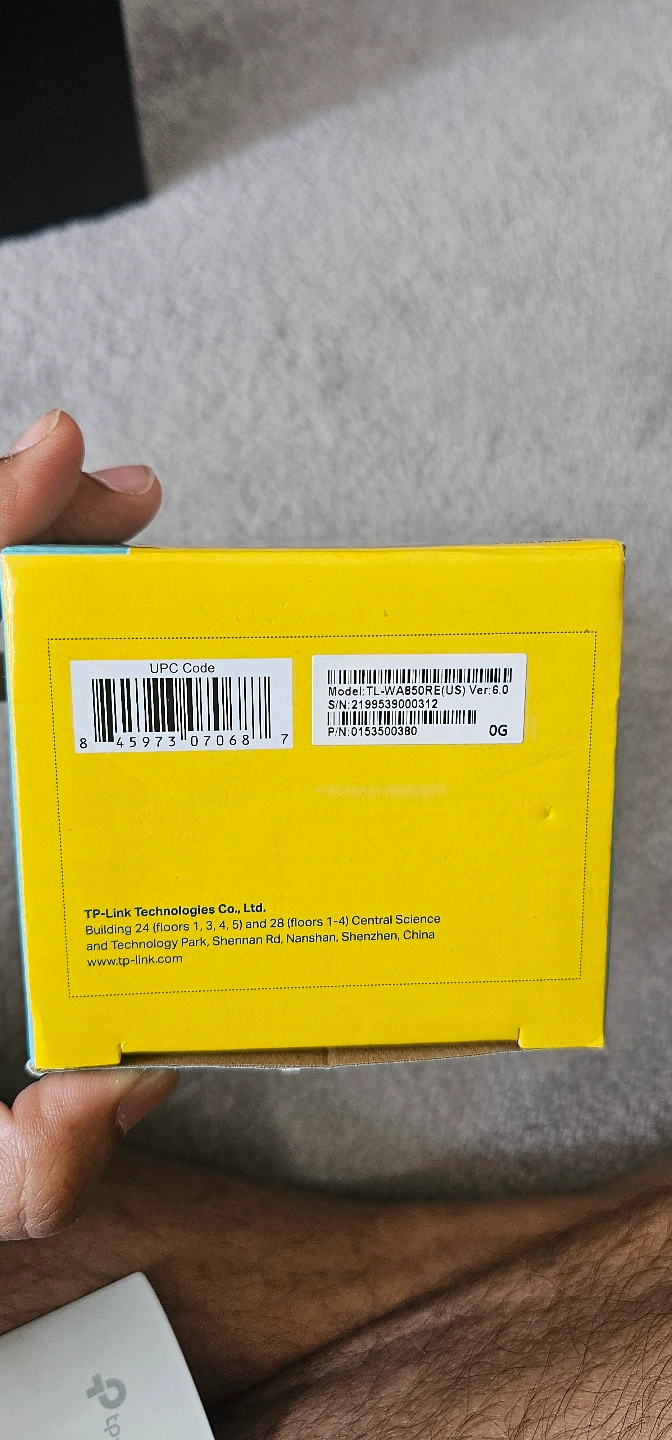 UPC Code
8 45973 07068 7
Model:TL-WA850RE(US) Ver:6.0
S/N:2199539000312
P/N:0153500380 0G
TP-Link Technologies Co., Ltd.
Building 24 (floors 1, 3, 4, 5) and 28 (floors 1-4) Central Science
and Technology Park, Shennan Rd, Nanshan, Shenzhen, China
www.tp-link.com